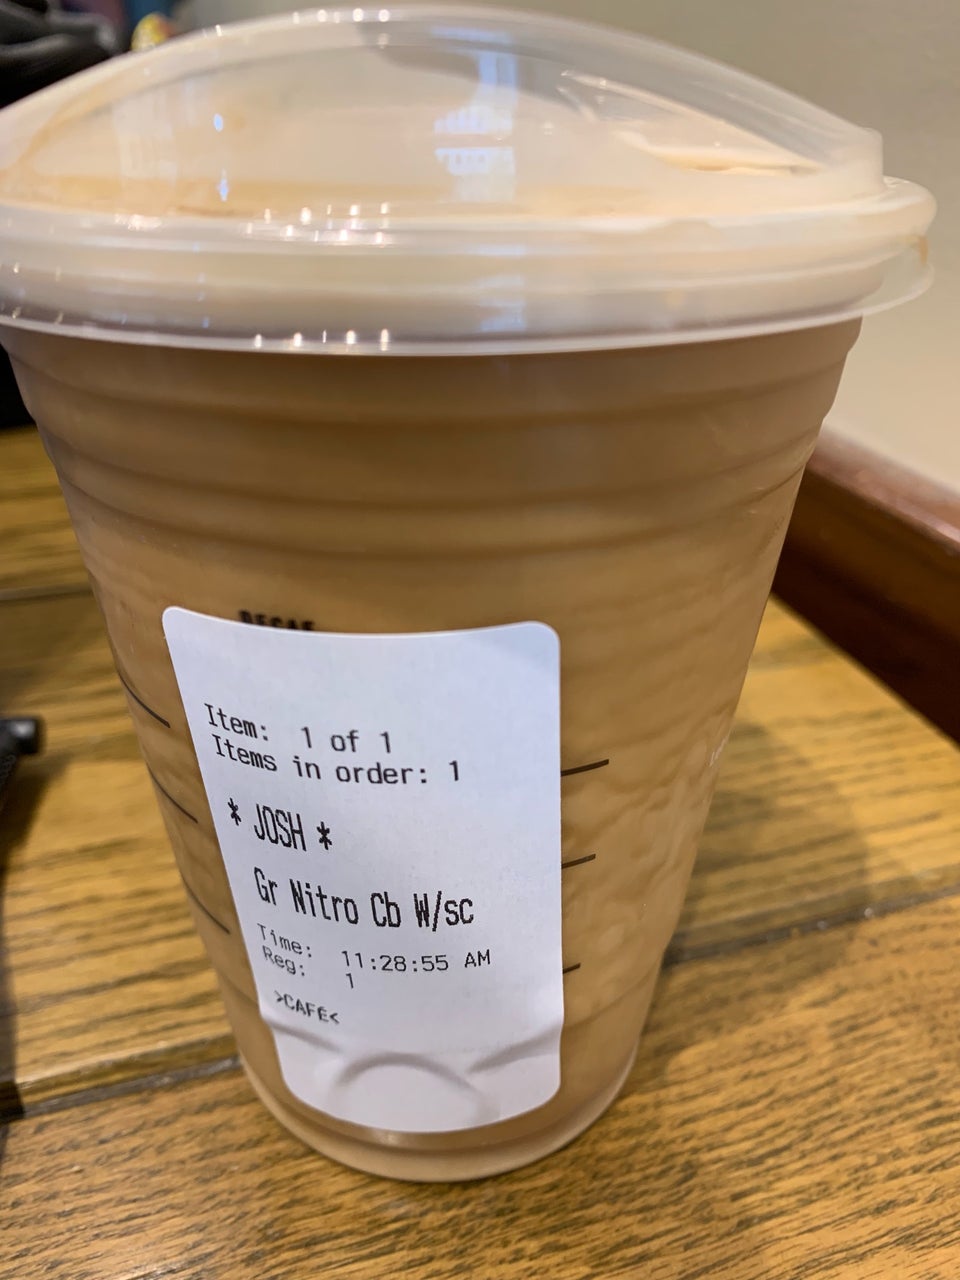 DECAF
Item: 1 of 1
Items in order: 1
* JOSH *
Gr Nitro Cb W/sc
Time: 11:28:55 AM
Reg: 1
>CAFE<